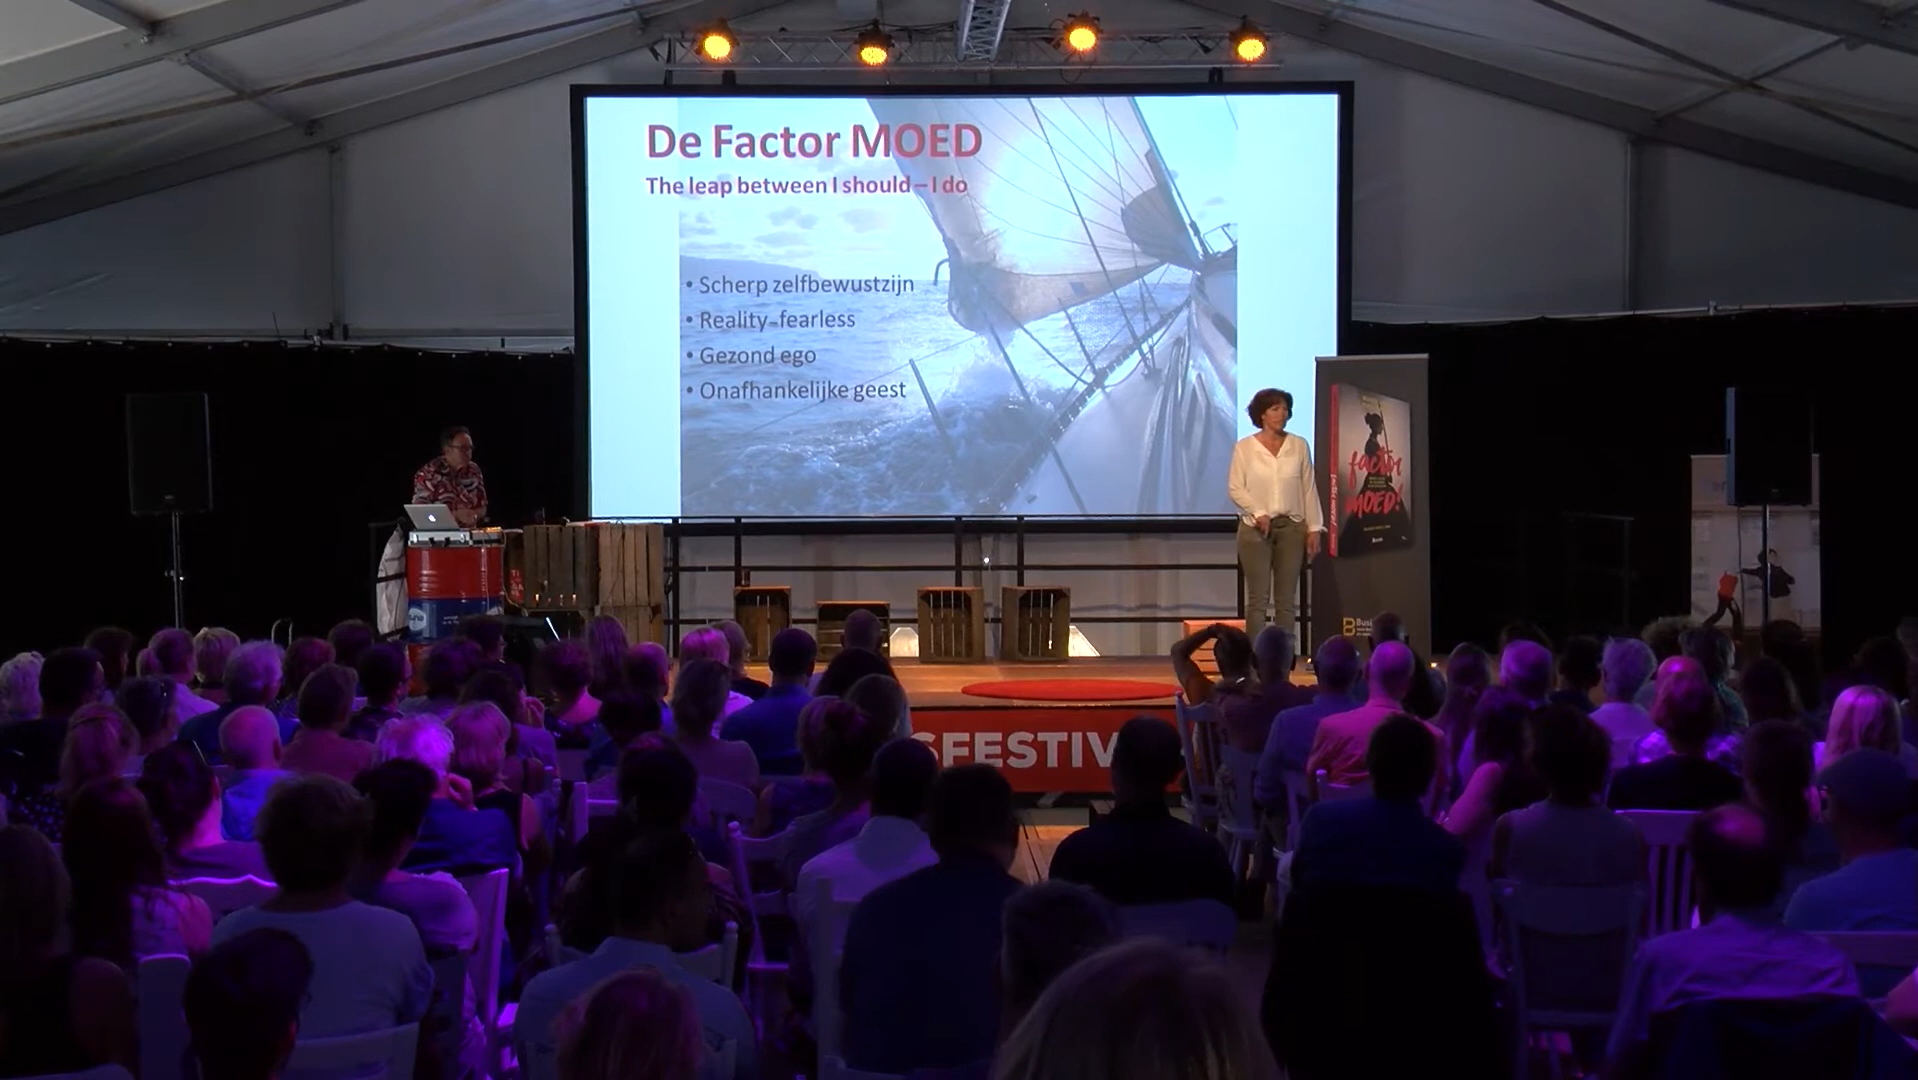 De Factor MOED
The leap between I should – I do
• Scherp zelfbewustzijn
• Reality-fearless
• Gezond ego
• Onafhankelijke geest
factor
MOED!
Busi
SFESTIV